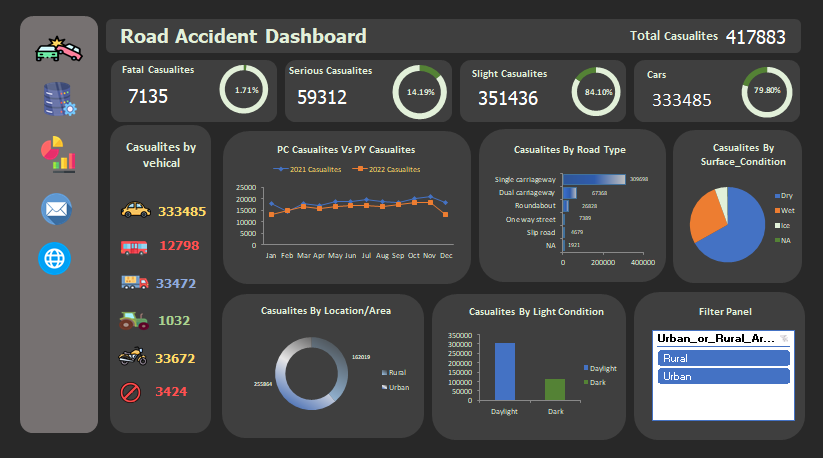 Road Accident Dashboard
Total Casualites 417883
Fatal Casualites
7135
1.71%
Serious Casualites
59312
14.19%
Slight Casualites
351436
84.10%
Cars
333485
79.80%
Casualites by
vehical
333485
12798
33472
1032
33672
3424
PC Casualites Vs PY Casualites
2021 Casualites
2022 Casualites
25000
20000
15000
10000
5000
0
Jan Feb Mar Apr May Jun Jul Aug Sep Oct Nov Dec
Casualites By Road Type
Single carriageway 309698
Dual carriageway 67368
Roundabout 26828
One way street 7389
Slip road 4679
NA 1921
0 200000 400000
Casualites By
Surface_Condition
Dry
Wet
Ice
NA
Casualites By Location/Area
162019
255864
Rural
Urban
Casualites By Light Condition
350000
300000
250000
200000
150000
100000
50000
0
Daylight Dark
Daylight
Dark
Filter Panel
Urban_or_Rural_Ar...
Rural
Urban